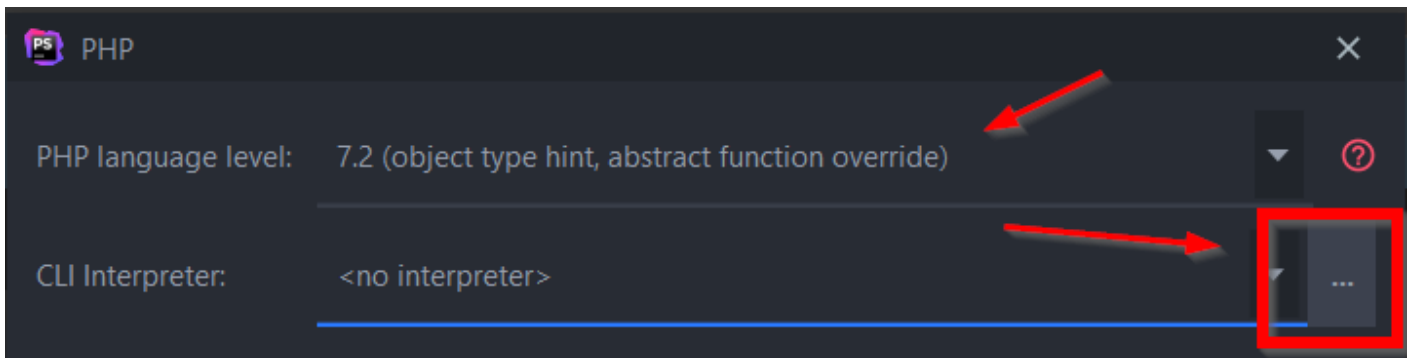 PS PHP
PHP language level: 7.2 (object type hint, abstract function override)
CLI Interpreter: <no interpreter> ...